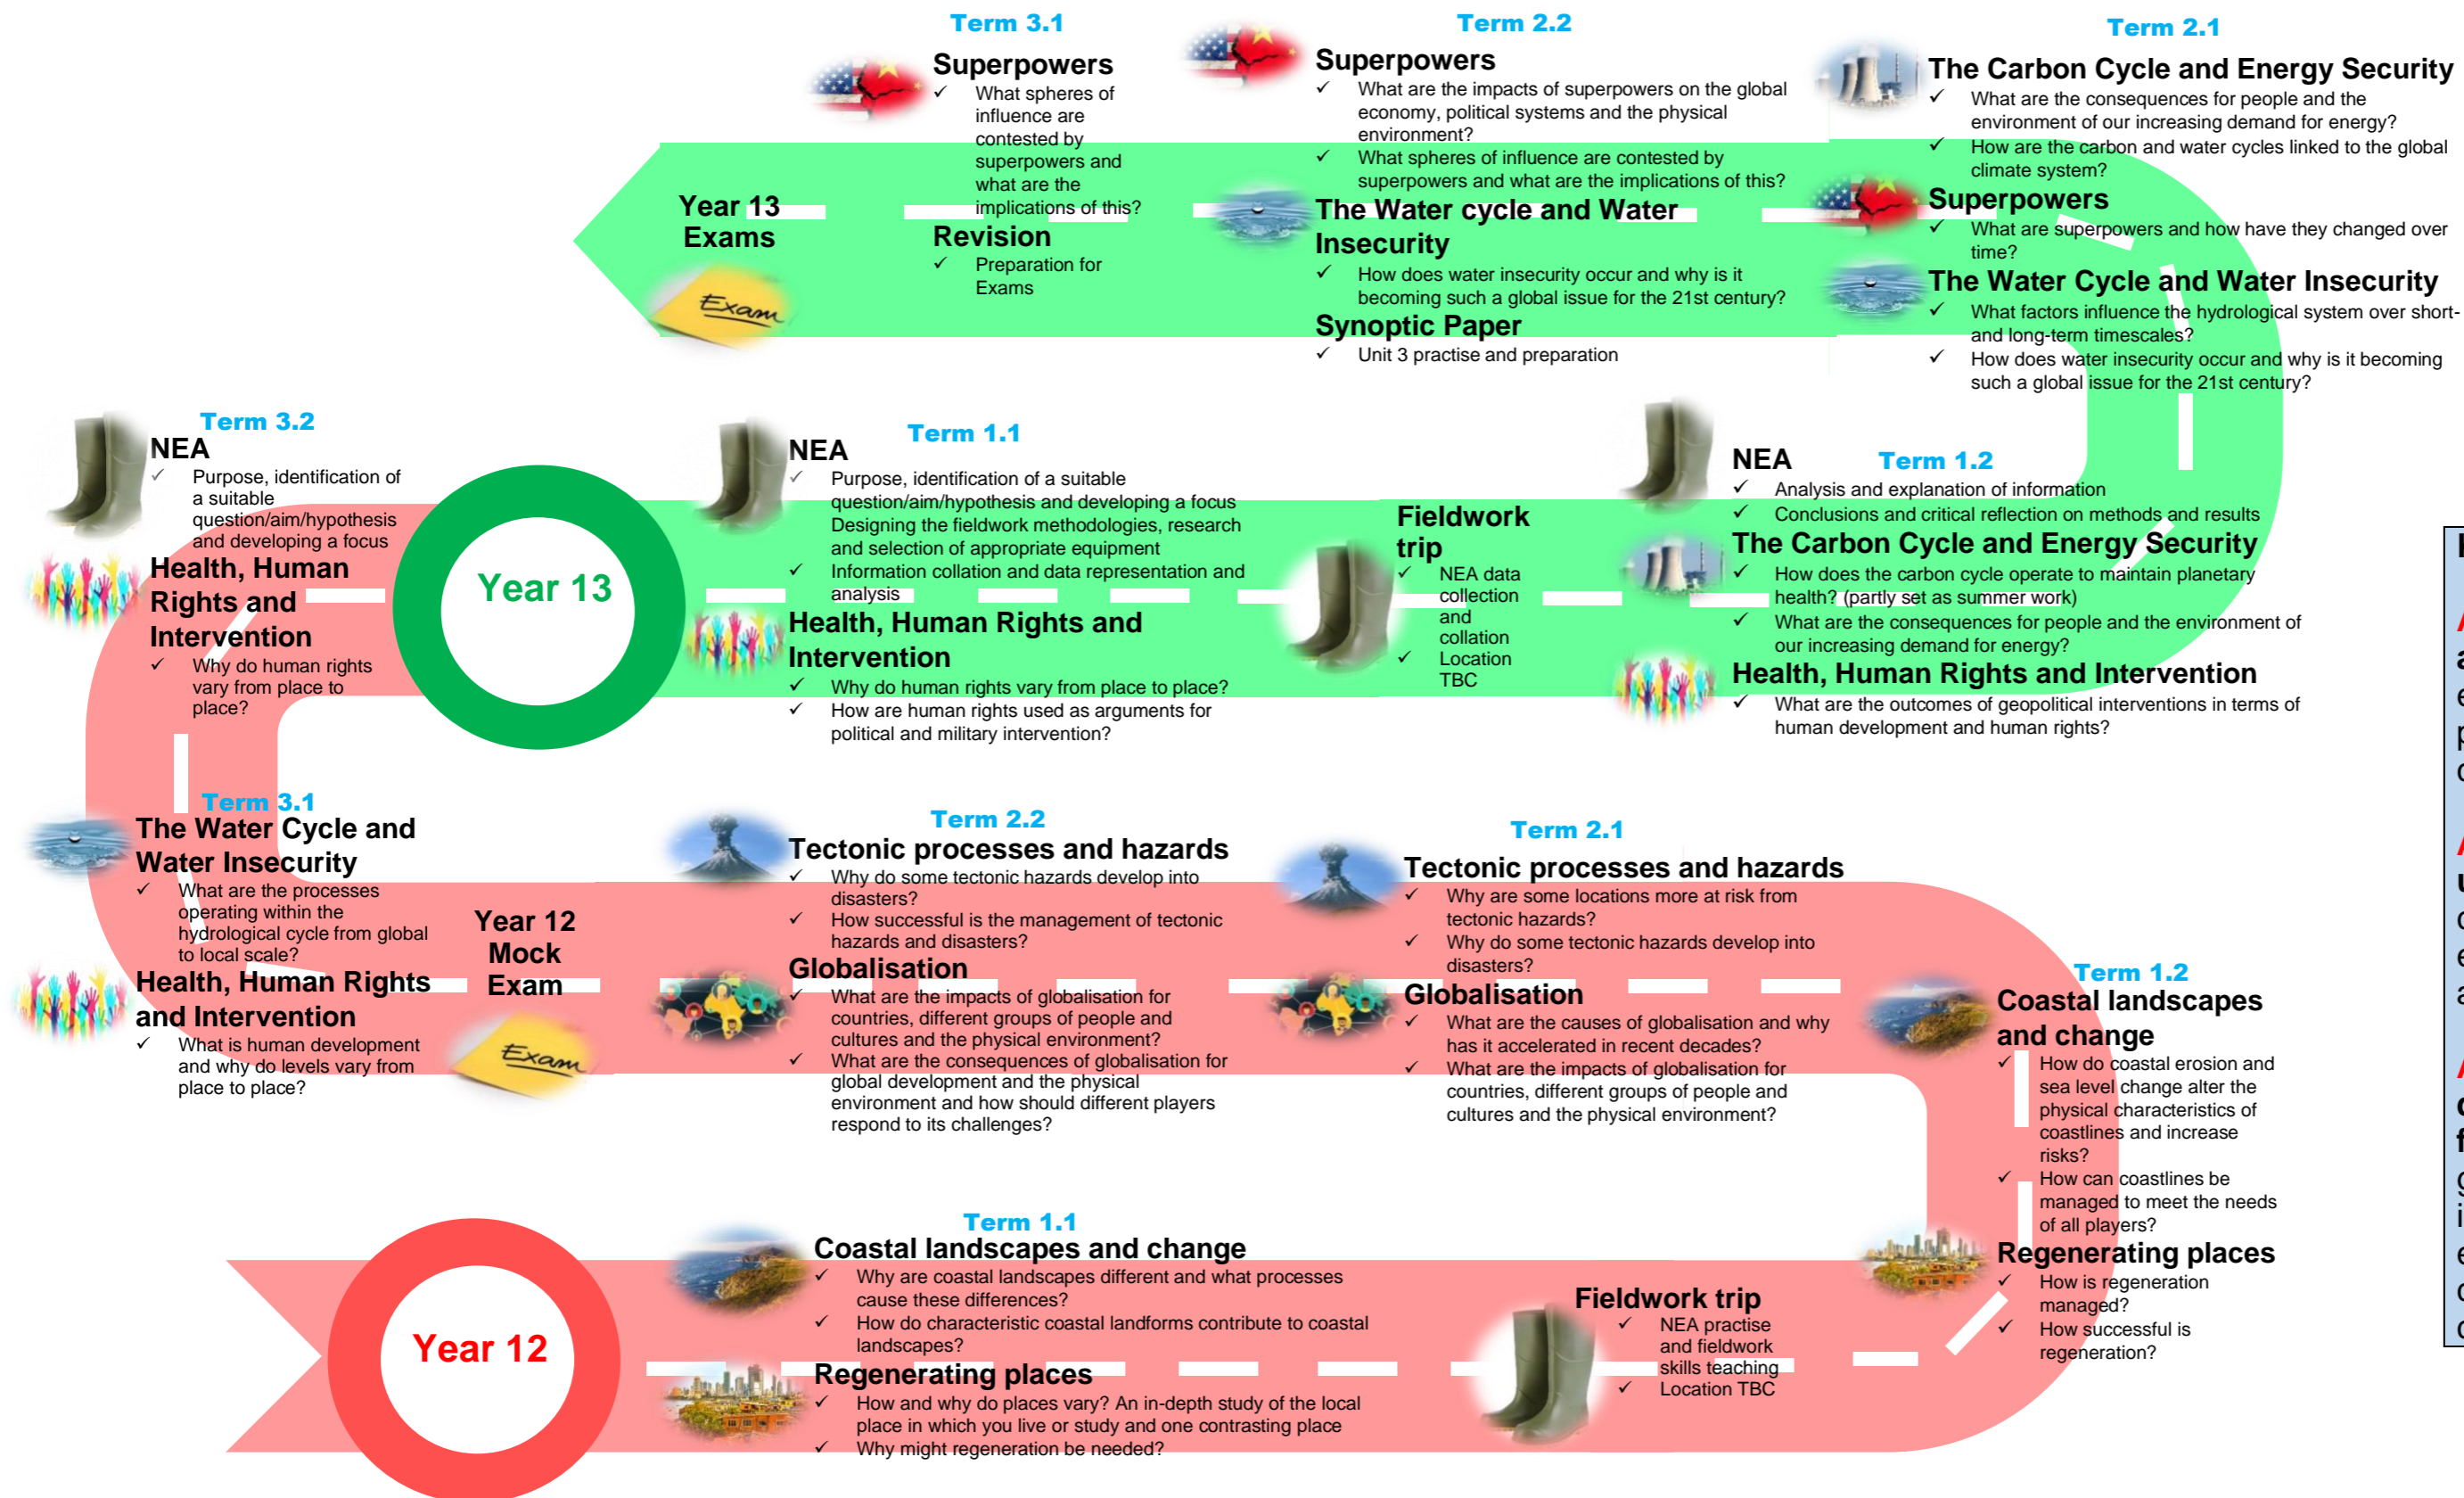 Term 3.1
Superpowers
✓ What spheres of
influence are
contested by
superpowers and
what are the
implications of this?
Revision
✓ Preparation for
Exams
Year 13
Exams
Exam
Term 2.2
Superpowers
✓ What are the impacts of superpowers on the global
economy, political systems and the physical
environment?
✓ What spheres of influence are contested by
superpowers and what are the implications of this?
The Water cycle and Water
Insecurity
✓ How does water insecurity occur and why is it
becoming such a global issue for the 21st century?
Synoptic Paper
✓ Unit 3 practise and preparation
Term 2.1
The Carbon Cycle and Energy Security
✓ What are the consequences for people and the
environment of our increasing demand for energy?
✓ How are the carbon and water cycles linked to the global
climate system?
Superpowers
✓ What are superpowers and how have they changed over
time?
The Water Cycle and Water Insecurity
✓ What factors influence the hydrological system over short-
and long-term timescales?
✓ How does water insecurity occur and why is it becoming
such a global issue for the 21st century?
Term 3.2
NEA
✓ Purpose, identification of
a suitable
question/aim/hypothesis
and developing a focus
Health, Human
Rights and
Intervention
✓ Why do human rights
vary from place to
place?
Year 13
Term 1.1
NEA
✓ Purpose, identification of a suitable
question/aim/hypothesis and developing a focus
Designing the fieldwork methodologies, research
and selection of appropriate equipment
✓ Information collation and data representation and
analysis
Health, Human Rights and
Intervention
✓ Why do human rights vary from place to place?
✓ How are human rights used as arguments for
political and military intervention?
Fieldwork
trip
✓ NEA data
collection
and
collation
✓ Location
TBC
Term 1.2
NEA
✓ Analysis and explanation of information
✓ Conclusions and critical reflection on methods and results
The Carbon Cycle and Energy Security
✓ How does the carbon cycle operate to maintain planetary
health? (partly set as summer work)
✓ What are the consequences for people and the environment of
our increasing demand for energy?
Health, Human Rights and Intervention
✓ What are the outcomes of geopolitical interventions in terms of
human development and human rights?
Term 3.1
The Water Cycle and
Water Insecurity
✓ What are the processes
operating within the
hydrological cycle from global
to local scale?
Health, Human Rights
and Intervention
✓ What is human development
and why do levels vary from
place to place?
Year 12
Mock
Exam
Exam
Term 2.2
Tectonic processes and hazards
✓ Why do some tectonic hazards develop into
disasters?
✓ How successful is the management of tectonic
hazards and disasters?
Globalisation
✓ What are the impacts of globalisation for
countries, different groups of people and
cultures and the physical environment?
✓ What are the consequences of globalisation for
global development and the physical
environment and how should different players
respond to its challenges?
Term 2.1
Tectonic processes and hazards
✓ Why are some locations more at risk from
tectonic hazards?
✓ Why do some tectonic hazards develop into
disasters?
Globalisation
✓ What are the causes of globalisation and why
has it accelerated in recent decades?
✓ What are the impacts of globalisation for
countries, different groups of people and
cultures and the physical environment?
Term 1.2
Coastal landscapes
and change
✓ How do coastal erosion and
sea level change alter the
physical characteristics of
coastlines and increase
risks?
✓ How can coastlines be
managed to meet the needs
of all players?
Regenerating places
✓ How is regeneration
managed?
✓ How successful is
regeneration?
Year 12
Term 1.1
Coastal landscapes and change
✓ Why are coastal landscapes different and what processes
cause these differences?
✓ How do characteristic coastal landforms contribute to coastal
landscapes?
Regenerating places
✓ How and why do places vary? An in-depth study of the local
place in which you live or study and one contrasting place
✓ Why might regeneration be needed?
Fieldwork trip
✓ NEA practise
and fieldwork
skills teaching
✓ Location TBC